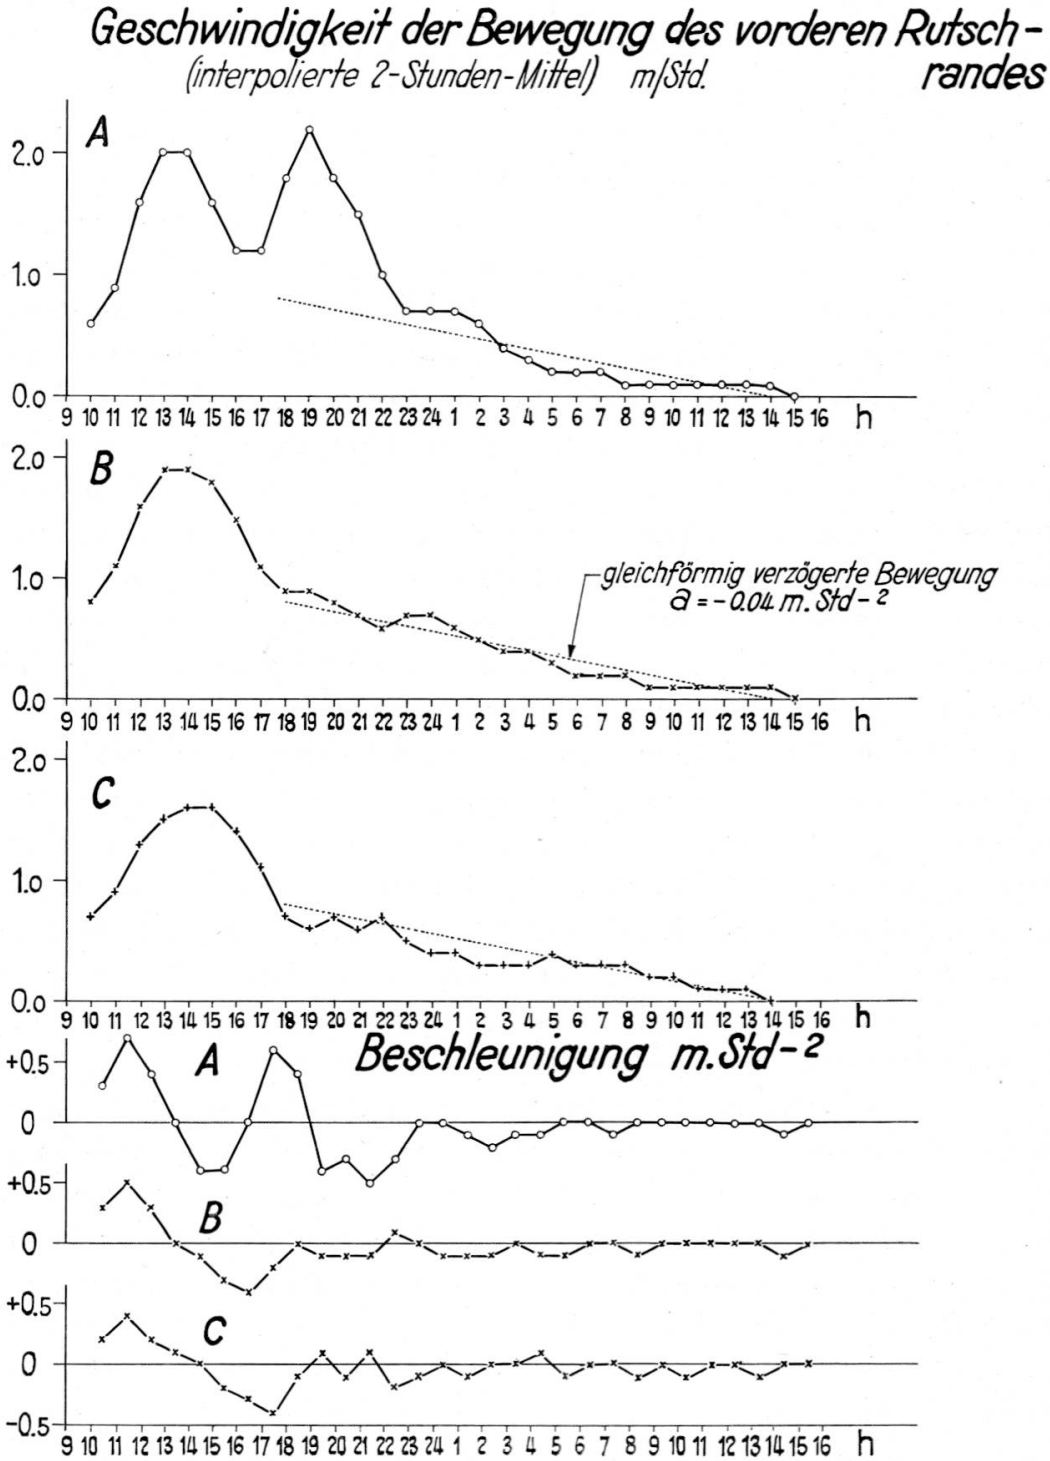 Geschwindigkeit der Bewegung des vorderen Rutsch-
randes
(interpolierte 2-Stunden-Mittel) m/Std.
A
2.0
1.0
0.0
9 10 11 12 13 14 15 16 17 18 19 20 21 22 23 24 1 2 3 4 5 6 7 8 9 10 11 12 13 14 15 16 h
2.0
B
1.0
gleichförmig verzögerte Bewegung
a = -0.04 m. Std-2
0.0
9 10 11 12 13 14 15 16 17 18 19 20 21 22 23 24 1 2 3 4 5 6 7 8 9 10 11 12 13 14 15 16 h
2.0
C
1.0
0.0
9 10 11 12 13 14 15 16 17 18 19 20 21 22 23 24 1 2 3 4 5 6 7 8 9 10 11 12 13 14 15 16 h
Beschleunigung m.Std-2
+0.5 A
0
+0.5
B
0
+0.5
C
0
-0.5
9 10 11 12 13 14 15 16 17 18 19 20 21 22 23 24 1 2 3 4 5 6 7 8 9 10 11 12 13 14 15 16 h